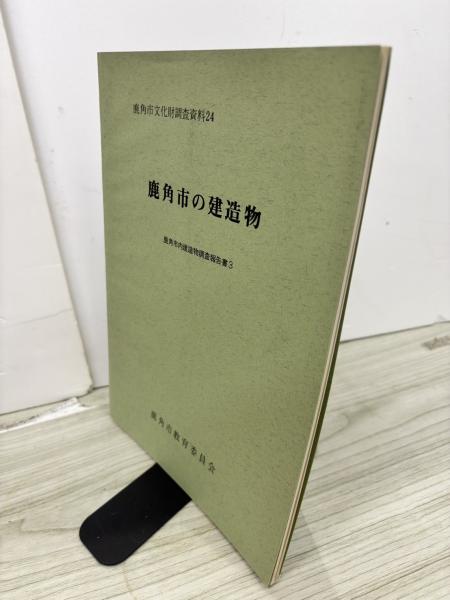 鹿角市文化財調査資料24
鹿角市の建造物
鹿角市内建造物調査報告書③
鹿角市教育委員会